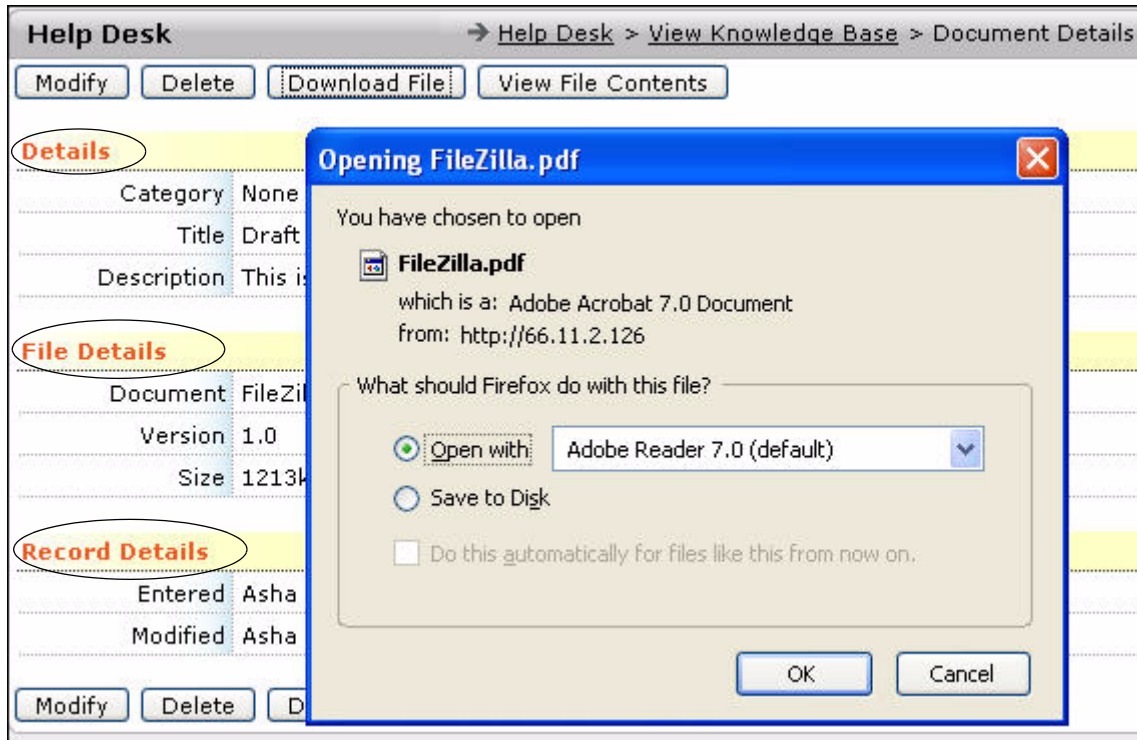 Help Desk
→ Help Desk > View Knowledge Base > Document Details
Modify Delete Download File View File Contents
Details
Category None
Title Draft
Description This
File Details
Document
Version 1.0
Size
Record Details
Entered Asha
Modified Asha
Modify Delete
Opening FileZilla.pdf
You have chosen to open
FileZilla.pdf
which is a: Adobe Acrobat 7.0 Document
from: http://66.11.2.126
What should Firefox do with this file?
Open with Adobe Reader 7.0 (default)
Save to Disk
Do this automatically for files like this from now on.
OK Cancel